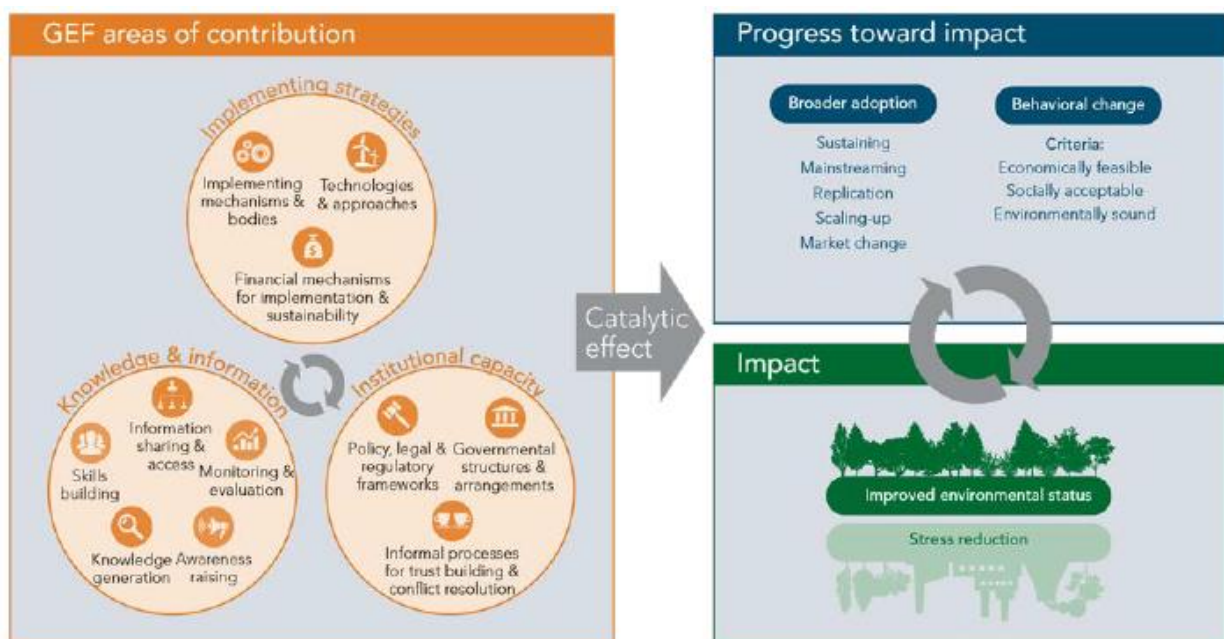 GEF areas of contribution
Implementing strategies
Implementing
mechanisms &
bodies
Technologies
& approaches
Financial mechanisms
for implementation &
sustainability
Knowledge & information
Information
sharing &
access
Skills
building
Monitoring &
evaluation
Knowledge
generation
Awareness
raising
Institutional capacity
Policy, legal &
regulatory
frameworks
Governmental
structures &
arrangements
Informal processes
for trust building &
conflict resolution
Catalytic
effect
Progress toward impact
Broader adoption
Sustaining
Mainstreaming
Replication
Scaling-up
Market change
Behavioral change
Criteria:
Economically feasible
Socially acceptable
Environmentally sound
Impact
Improved environmental status
Stress reduction